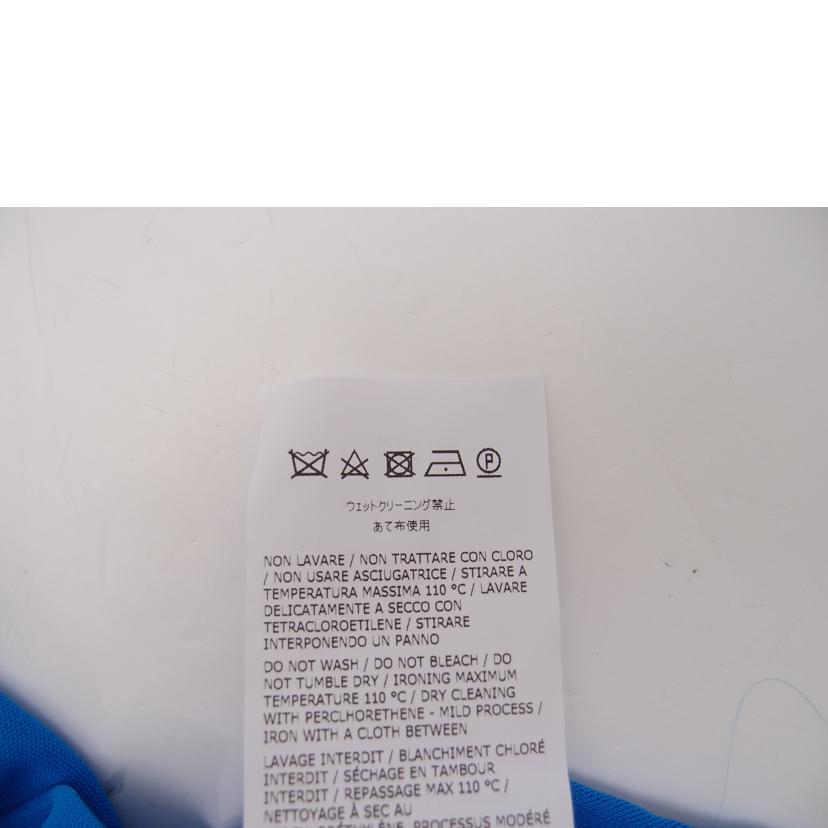 P
ウェットクリーニング禁止
あて布使用
NON LAVARE / NON TRATTARE CON CLORO
/ NON USARE ASCIUGATRICE / STIRARE A
TEMPERATURA MASSIMA 110 °C / LAVARE
DELICATAMENTE A SECCO CON
TETRACLOROETILENE / STIRARE
INTERPONENDO UN PANNO
DO NOT WASH / DO NOT BLEACH / DO
NOT TUMBLE DRY / IRONING MAXIMUM
TEMPERATURE 110 °C / DRY CLEANING
WITH PERCLHORETHENE - MILD PROCESS /
IRON WITH A CLOTH BETWEEN
LAVAGE INTERDIT / BLANCHIMENT CHLORÉ
INTERDIT / SÉCHAGE EN TAMBOUR
INTERDIT / REPASSAGE MAX 110 °C /
NETTOYAGE À SEC AU
PROCESSUS MODÉRÉ